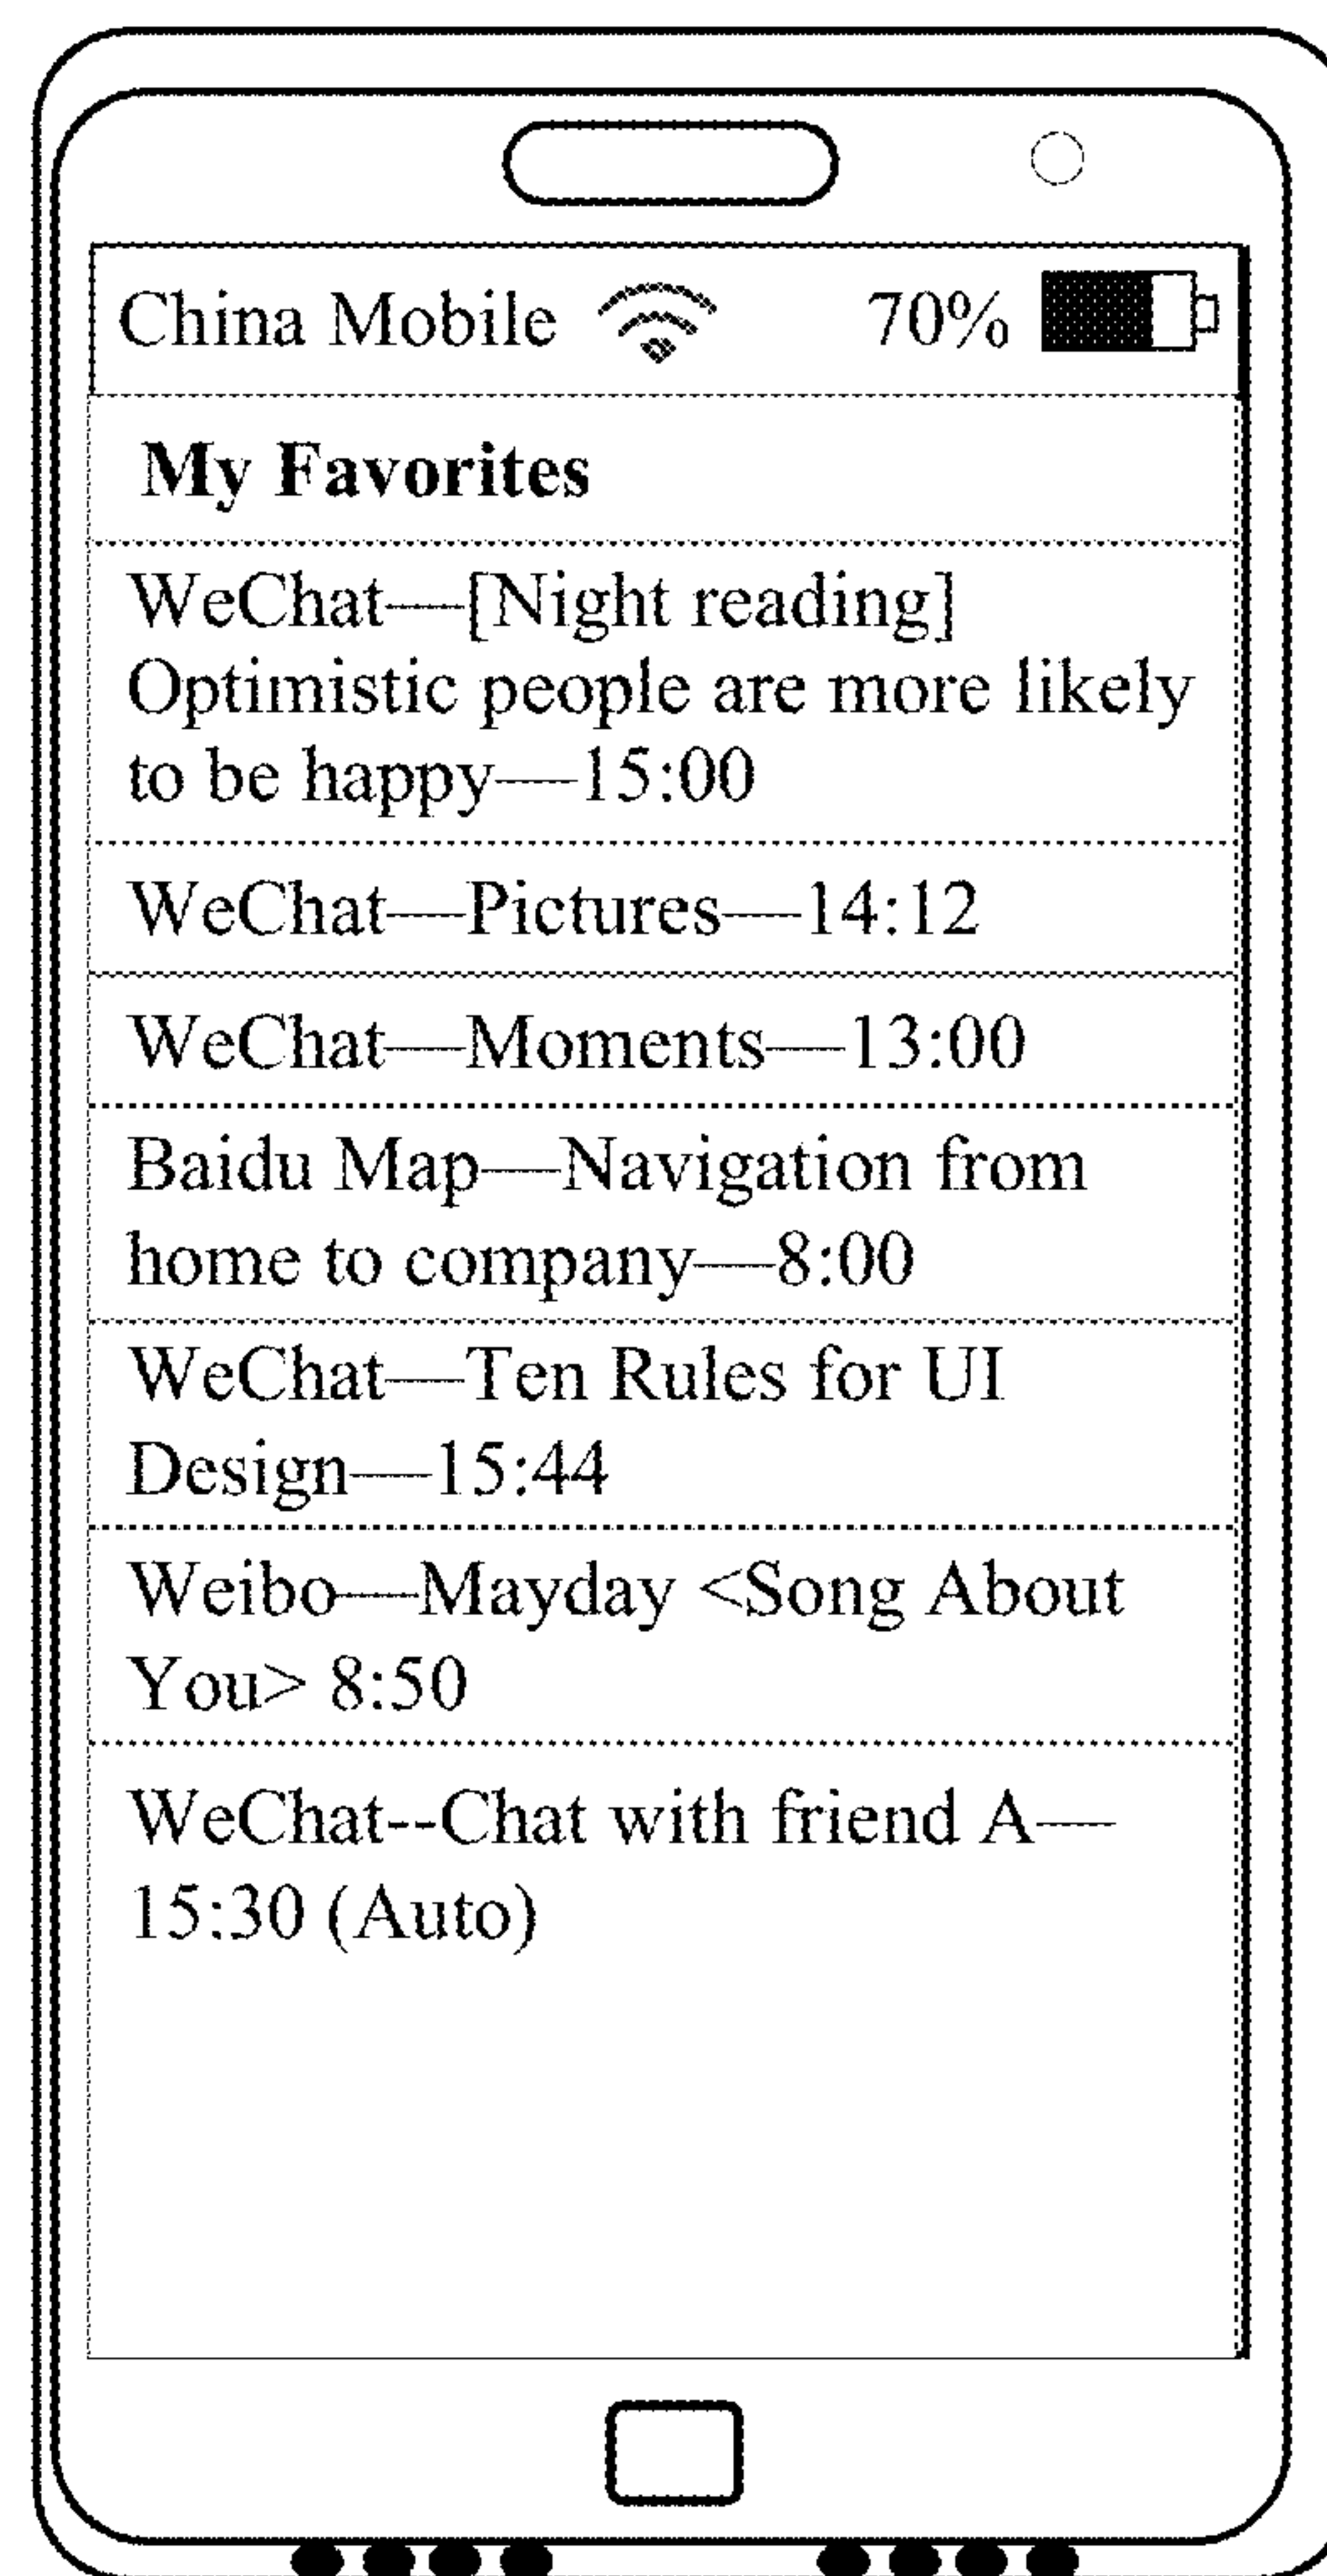 China Mobile 70%
My Favorites
WeChat—[Night reading]
Optimistic people are more likely
to be happy—15:00
WeChat—Pictures—14:12
WeChat—Moments—13:00
Baidu Map—Navigation from
home to company—8:00
WeChat—Ten Rules for UI
Design—15:44
Weibo—Mayday <Song About
You> 8:50
WeChat--Chat with friend A—
15:30 (Auto)